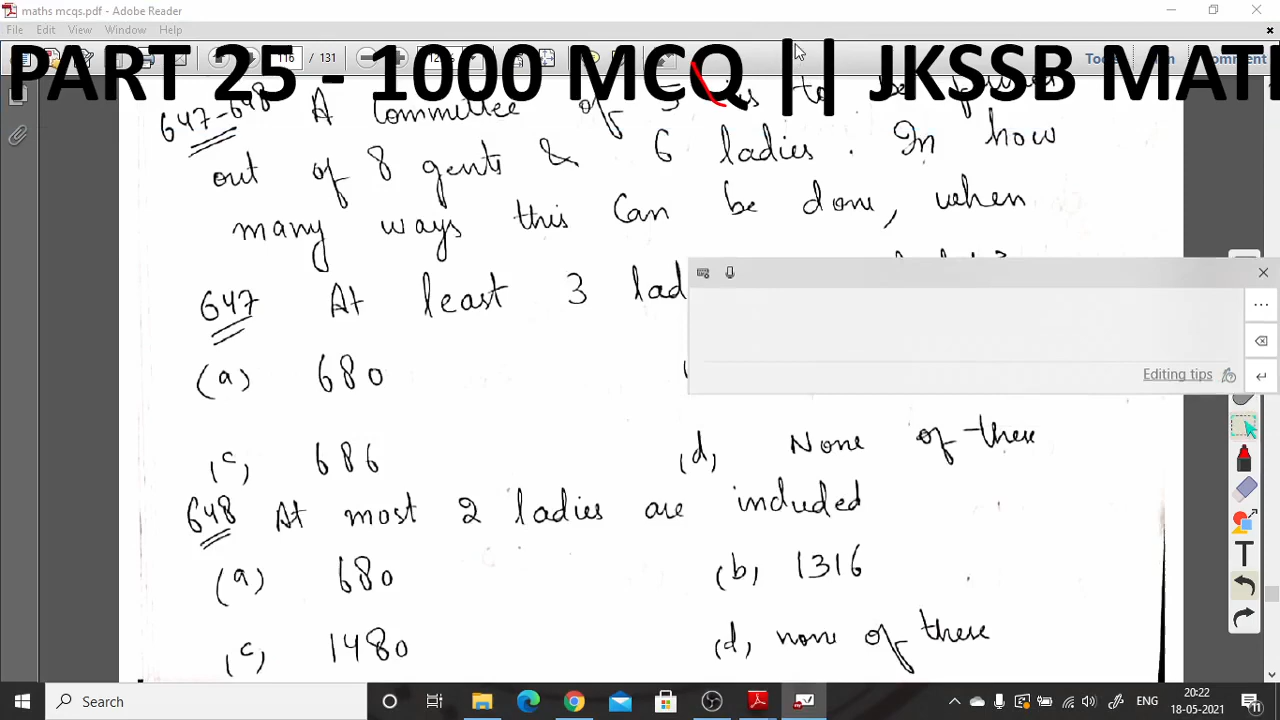 maths mcqs.pdf - Adobe Reader
File Edit View Window Help
116 / 131
Comment
PART 25 - 1000 MCQ || JKSSB MAT
647-648 A Committee of 5 is to be
out of 8 gents & 6 ladies. In how
many ways this Can be done, when
647 At least 3 lad
(a) 680
(c) 686 (d) None of these
648 At most 2 ladies are included
(a) 680 (b) 1316
(c) 1480 (d) none of these
Editing tips
Search
ENG
20:22
18-05-2021